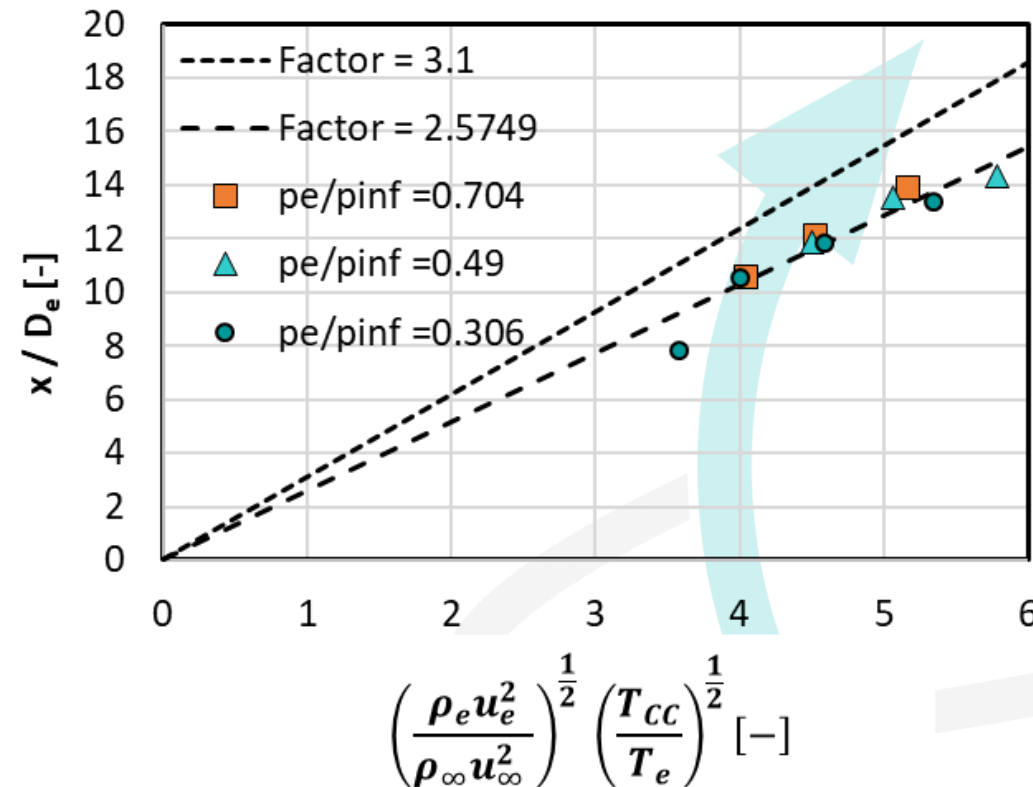 20
18
16
14
12
10
8
6
4
2
0
x / Dₑ [-]
Factor = 3.1
Factor = 2.5749
pe/pinf =0.704
pe/pinf =0.49
pe/pinf =0.306
0 1 2 3 4 5 6
(ρₑuₑ²/ρ∞u∞²)^(1/2) (T_CC/Tₑ)^(1/2) [−]